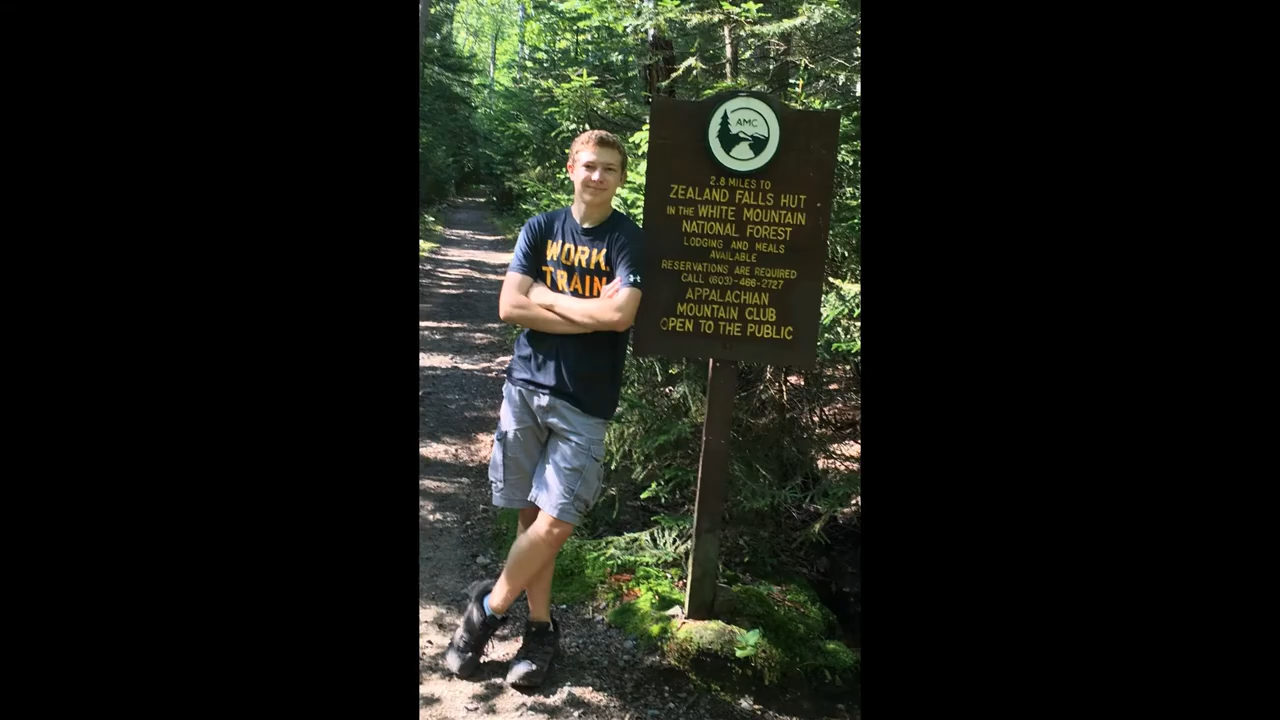 AMC
2.8 MILES TO
ZEALAND FALLS HUT
IN THE WHITE MOUNTAIN
NATIONAL FOREST
LODGING AND MEALS
AVAILABLE
RESERVATIONS ARE REQUIRED
CALL (603)-466-2727
APPALACHIAN
MOUNTAIN CLUB
OPEN TO THE PUBLIC
WORK.
TRAIN